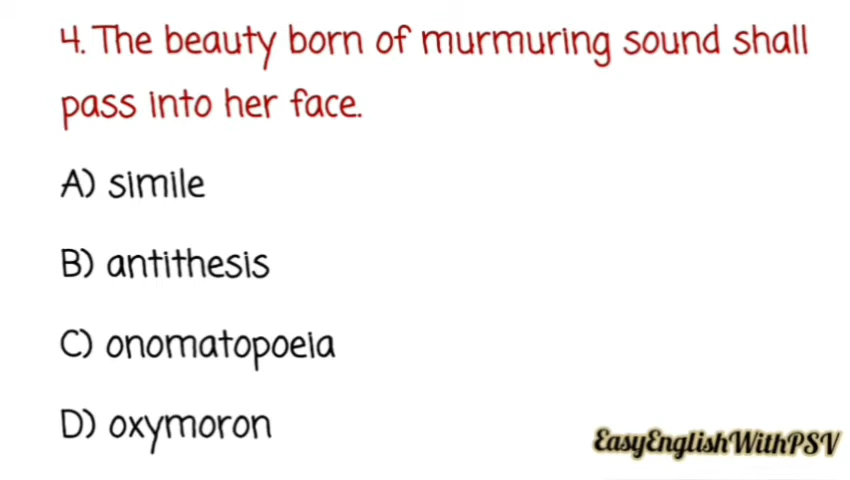 4. The beauty born of murmuring sound shall
pass into her face.
A) simile
B) antithesis
C) onomatopoeia
D) oxymoron
EasyEnglishWithPSV